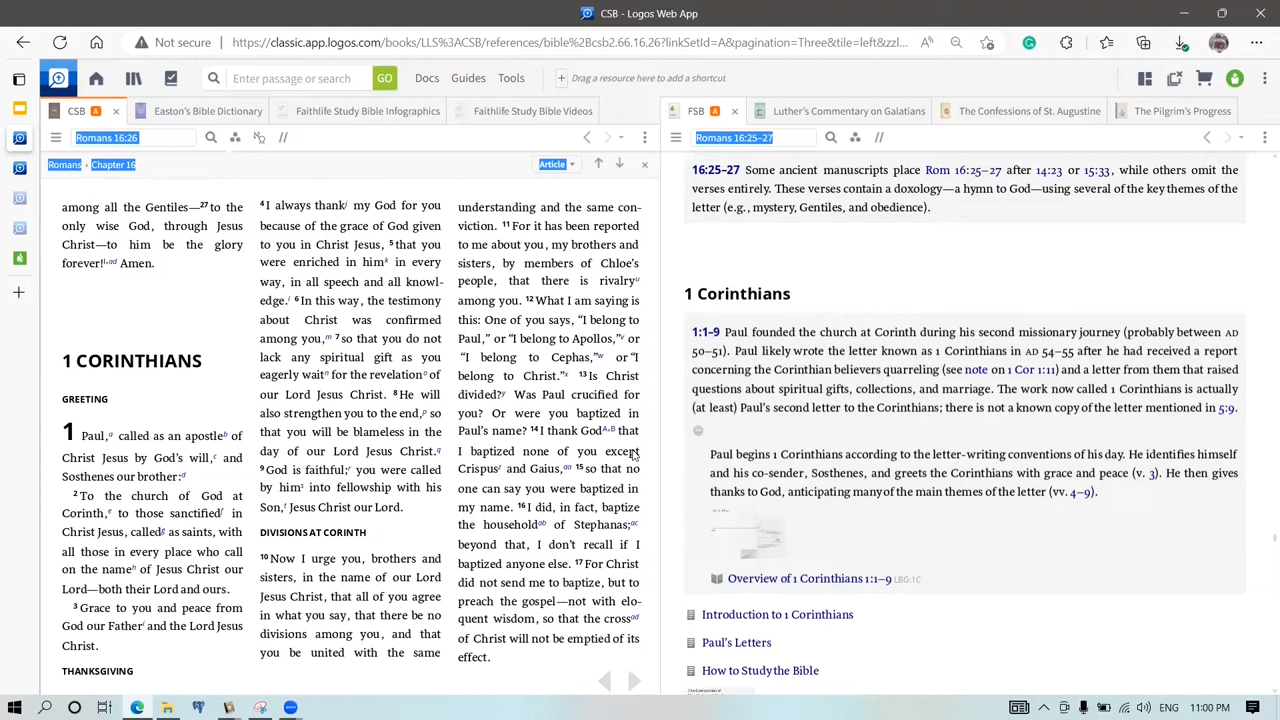 CSB - Logos Web App
Not secure | https://classic.app.logos.com/books/LLS%3ACSB/references/bible%2Bcsb2.66.16.26?linkSetId=A&pagination=Three&tile=left&zzl...
Enter passage or search GO Docs Guides Tools Drag a resource here to add a shortcut
CSB A Easton's Bible Dictionary Faithlife Study Bible Infographics Faithlife Study Bible Videos
Romans 16:26
Romans › Chapter 16 Article
among all the Gentiles—27 to the
only wise God, through Jesus
Christ—to him be the glory
forever!l,ad Amen.
1 CORINTHIANS
GREETING
1 Paul,a called as an apostleb of
Christ Jesus by God's will,c and
Sosthenes our brother:d
2 To the church of God at
Corinth,e to those sanctifiedf in
Christ Jesus, calledg as saints, with
all those in every place who call
on the nameh of Jesus Christ our
Lord—both their Lord and ours.
3 Grace to you and peace from
God our Fatheri and the Lord Jesus
Christ.
THANKSGIVING
4 I always thankj my God for you
because of the grace of God given
to you in Christ Jesus, 5 that you
were enriched in himk in every
way, in all speech and all knowl-
edge.l 6 In this way, the testimony
about Christ was confirmed
among you,m 7 so that you do not
lack any spiritual gift as you
eagerly waitn for the revelationo of
our Lord Jesus Christ. 8 He will
also strengthen you to the end,p so
that you will be blameless in the
day of our Lord Jesus Christ.q
9 God is faithful;r you were called
by hims into fellowship with his
Son,t Jesus Christ our Lord.
DIVISIONS AT CORINTH
10 Now I urge you, brothers and
sisters, in the name of our Lord
Jesus Christ, that all of you agree
in what you say, that there be no
divisions among you, and that
you be united with the same
understanding and the same con-
viction. 11 For it has been reported
to me about you, my brothers and
sisters, by members of Chloe's
people, that there is rivalryu
among you. 12 What I am saying is
this: One of you says, “I belong to
Paul,” or “I belong to Apollos,”v or
“I belong to Cephas,”w or “I
belong to Christ.”x 13 Is Christ
divided?y Was Paul crucified for
you? Or were you baptized in
Paul's name? 14 I thank GodA,B that
I baptized none of you except
Crispusz and Gaius,aa 15 so that no
one can say you were baptized in
my name. 16 I did, in fact, baptize
the householdab of Stephanas;ac
beyond that, I don't recall if I
baptized anyone else. 17 For Christ
did not send me to baptize, but to
preach the gospel—not with elo-
quent wisdom, so that the crossad
of Christ will not be emptied of its
effect.
FSB A Luther's Commentary on Galatians The Confessions of St. Augustine The Pilgrim's Progress
Romans 16:25–27
16:25–27 Some ancient manuscripts place Rom 16:25–27 after 14:23 or 15:33, while others omit the
verses entirely. These verses contain a doxology—a hymn to God—using several of the key themes of the
letter (e.g., mystery, Gentiles, and obedience).
1 Corinthians
1:1–9 Paul founded the church at Corinth during his second missionary journey (probably between AD
50–51). Paul likely wrote the letter known as 1 Corinthians in AD 54–55 after he had received a report
concerning the Corinthian believers quarreling (see note on 1 Cor 1:11) and a letter from them that raised
questions about spiritual gifts, collections, and marriage. The work now called 1 Corinthians is actually
(at least) Paul's second letter to the Corinthians; there is not a known copy of the letter mentioned in 5:9.
Paul begins 1 Corinthians according to the letter-writing conventions of his day. He identifies himself
and his co-sender, Sosthenes, and greets the Corinthians with grace and peace (v. 3). He then gives
thanks to God, anticipating many of the main themes of the letter (vv. 4–9).
Overview of 1 Corinthians 1:1–9 LBG:1C
Introduction to 1 Corinthians
Paul's Letters
How to Study the Bible
ENG 11:00 PM